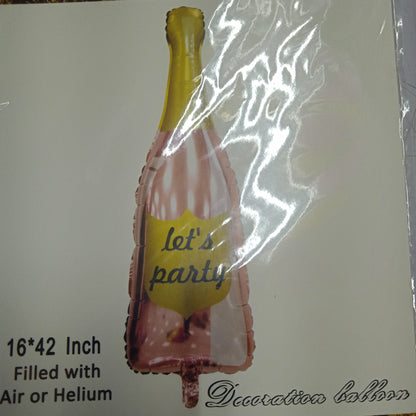 let's
party
16*42 Inch
Filled with
Air or Helium
Decoration balloon